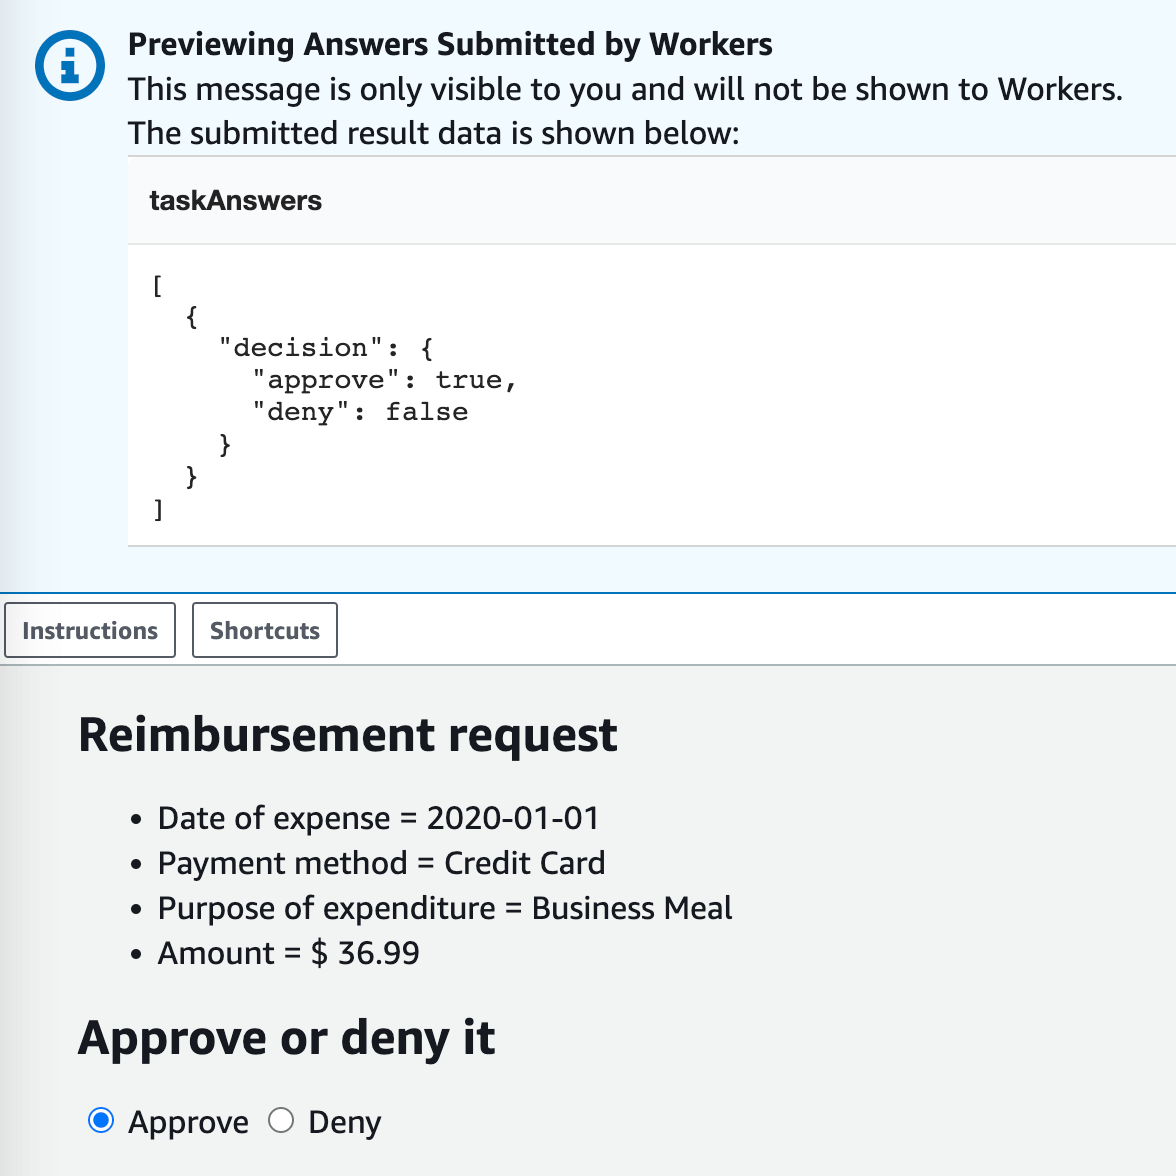 Previewing Answers Submitted by Workers
This message is only visible to you and will not be shown to Workers.
The submitted result data is shown below:
taskAnswers
[
  {
    "decision": {
      "approve": true,
      "deny": false
    }
  }
]
Instructions Shortcuts
Reimbursement request
• Date of expense = 2020-01-01
• Payment method = Credit Card
• Purpose of expenditure = Business Meal
• Amount = $ 36.99
Approve or deny it
Approve Deny